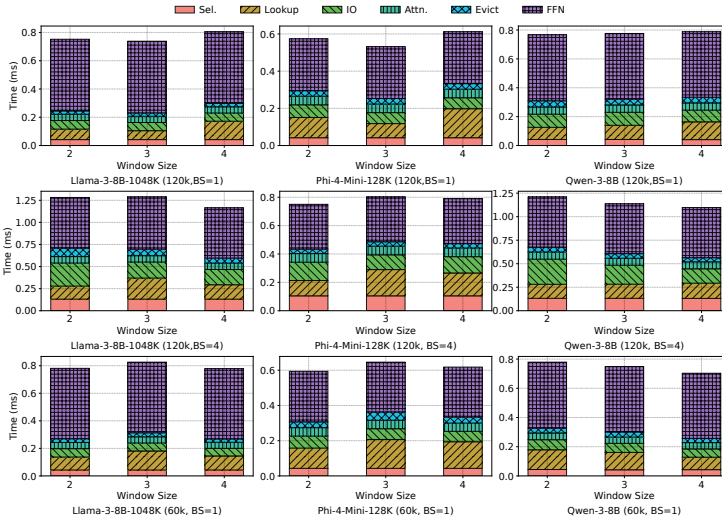 Sel. Lookup IO Attn. Evict FFN
Time (ms)
0.8
0.6
0.4
0.2
0.0
2 3 4
Window Size
Llama-3-8B-1048K (120k,BS=1)
0.6
0.4
0.2
0.0
2 3 4
Window Size
Phi-4-Mini-128K (120k,BS=1)
0.8
0.6
0.4
0.2
0.0
2 3 4
Window Size
Qwen-3-8B (120k,BS=1)
Time (ms)
1.25
1.00
0.75
0.50
0.25
0.00
2 3 4
Window Size
Llama-3-8B-1048K (120k,BS=4)
0.8
0.6
0.4
0.2
0.0
2 3 4
Window Size
Phi-4-Mini-128K (120k, BS=4)
1.25
1.00
0.75
0.50
0.25
0.00
2 3 4
Window Size
Qwen-3-8B (120k, BS=4)
Time (ms)
0.8
0.6
0.4
0.2
0.0
2 3 4
Window Size
Llama-3-8B-1048K (60k, BS=1)
0.6
0.4
0.2
0.0
2 3 4
Window Size
Phi-4-Mini-128K (60k, BS=1)
0.8
0.6
0.4
0.2
0.0
2 3 4
Window Size
Qwen-3-8B (60k, BS=1)